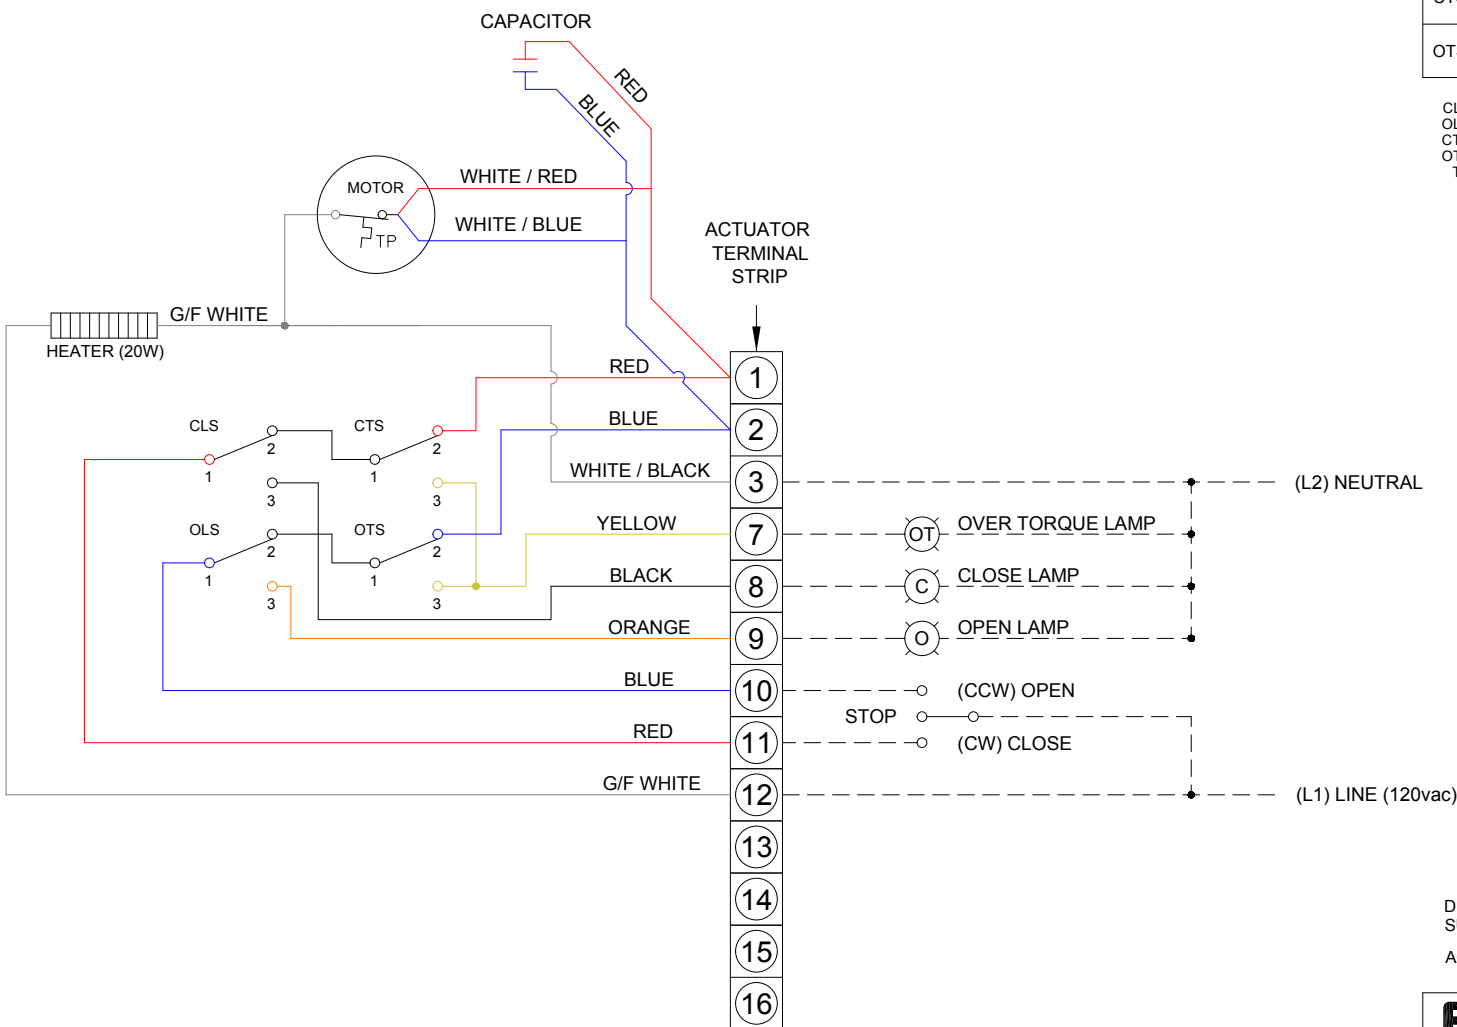 CAPACITOR
RED
BLUE
MOTOR
WHITE / RED
TP
WHITE / BLUE
ACTUATOR
TERMINAL
STRIP
G/F WHITE
HEATER (20W)
RED
1
CLS
CTS
BLUE
2
2
2
1
1
WHITE / BLACK
3
(L2) NEUTRAL
3
3
OLS
OTS
YELLOW
7
OT
OVER TORQUE LAMP
2
2
1
1
BLACK
8
C
CLOSE LAMP
3
3
ORANGE
9
O
OPEN LAMP
BLUE
10
(CCW) OPEN
STOP
RED
11
(CW) CLOSE
G/F WHITE
12
(L1) LINE (120vac)
13
14
15
16